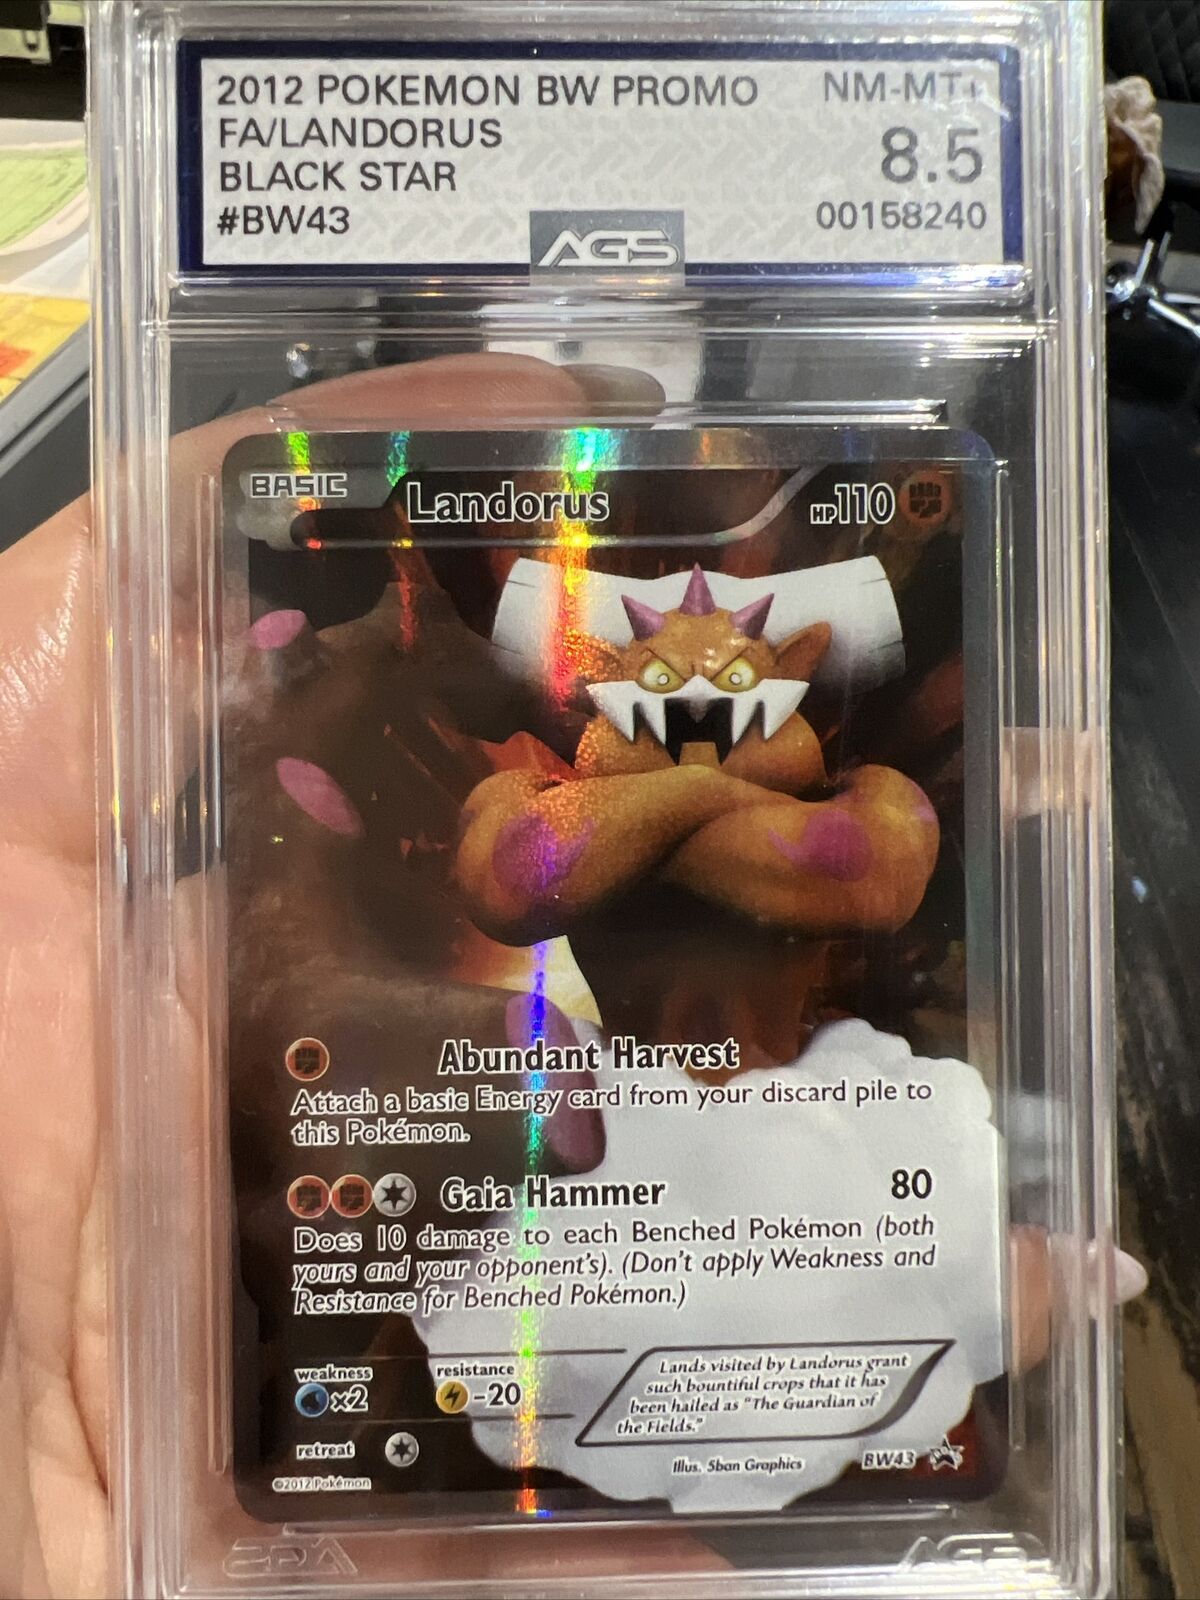 2012 POKEMON BW PROMO NM-MT+
FA/LANDORUS 8.5
BLACK STAR
#BW43 00158240
AGS
BASIC Landorus HP110
Abundant Harvest
Attach a basic Energy card from your discard pile to
this Pokémon.
Gaia Hammer 80
Does 10 damage to each Benched Pokémon (both
yours and your opponent's). (Don't apply Weakness and
Resistance for Benched Pokémon.)
weakness resistance
x2 -20
Lands visited by Landorus grant
such bountiful crops that it has
been hailed as "The Guardian of
the Fields."
retreat
Illus. 5ban Graphics BW43
©2012 Pokémon
AGS AGS